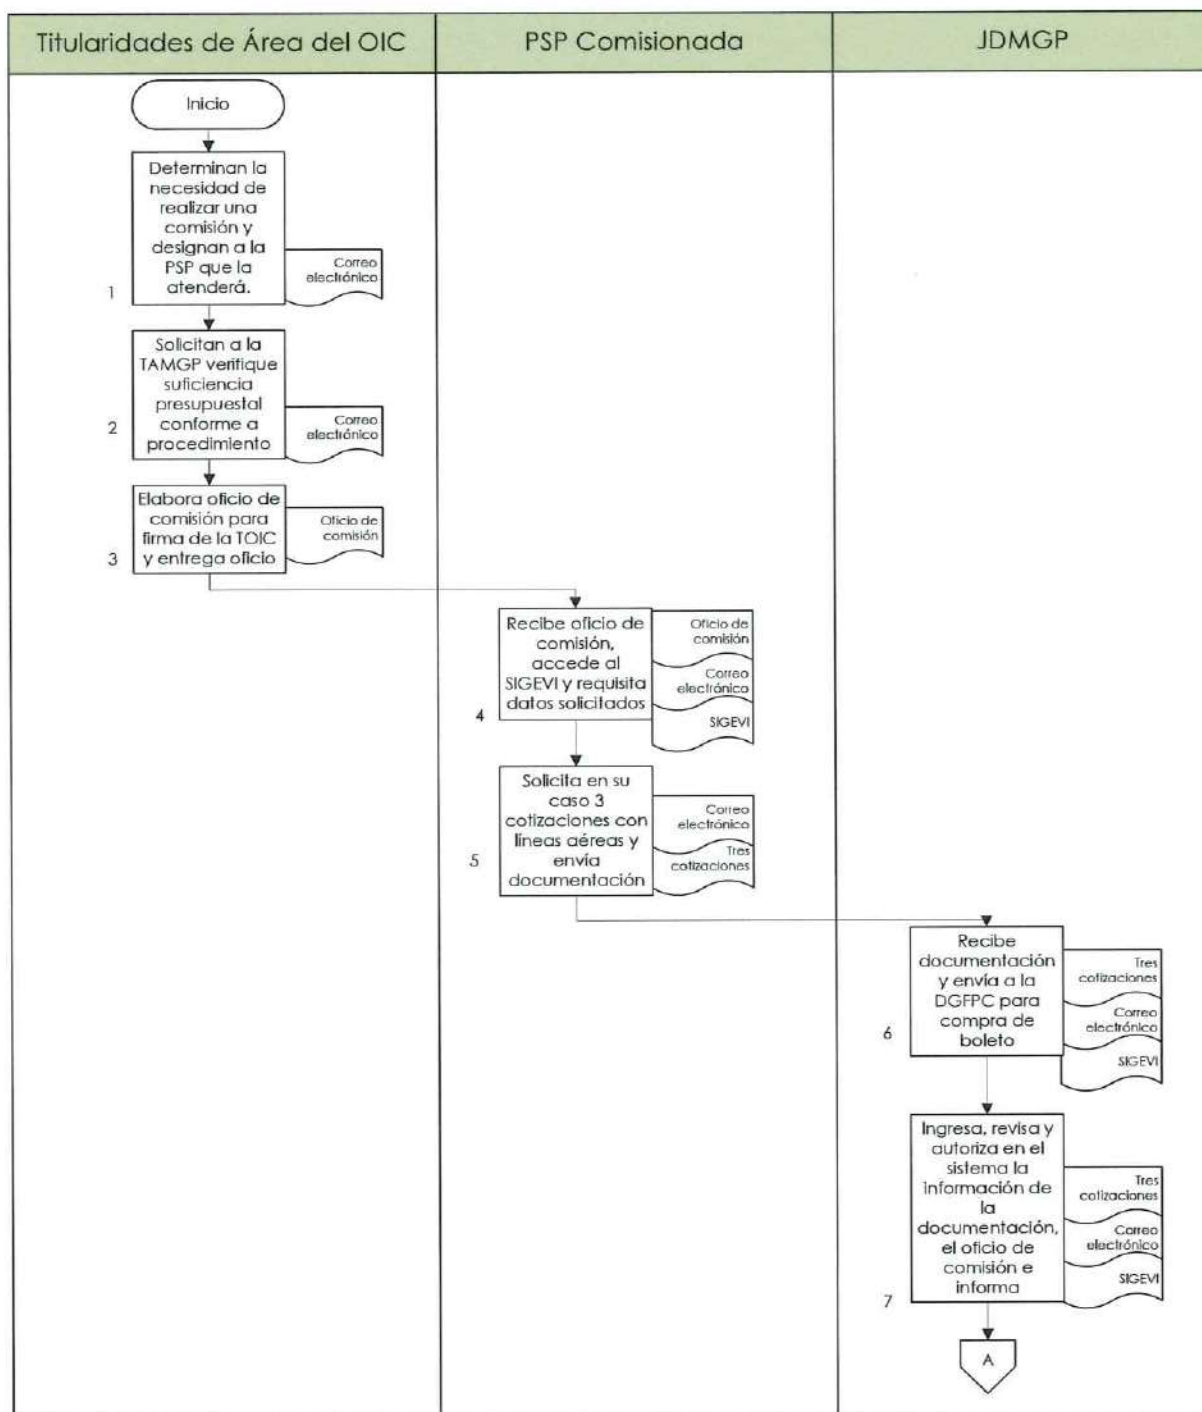 Titularidades de Área del OIC
PSP Comisionada
JDMGP
Inicio
Determinan la
necesidad de
realizar una
comisión y
designan a la
PSP que la
atenderá.
Correo
electrónico
1
Solicitan a la
TAMGP verifique
suficiencia
presupuestal
conforme a
procedimiento
Correo
electrónico
2
Elabora oficio de
comisión para
firma de la TOIC
y entrega oficio
Oficio de
comisión
3
Recibe oficio de
comisión,
accede al
SIGEVI y requisita
datos solicitados
Oficio de
comisión
Correo
electrónico
SIGEVI
4
Solicita en su
caso 3
cotizaciones con
líneas aéreas y
envía
documentación
Correo
electrónico
Tres
cotizaciones
5
Recibe
documentación
y envía a la
DGFPC para
compra de
boleto
Tres
cotizaciones
Correo
electrónico
SIGEVI
6
Ingresa, revisa y
autoriza en el
sistema la
información de
la
documentación,
el oficio de
comisión e
informa
Tres
cotizaciones
Correo
electrónico
SIGEVI
7
A